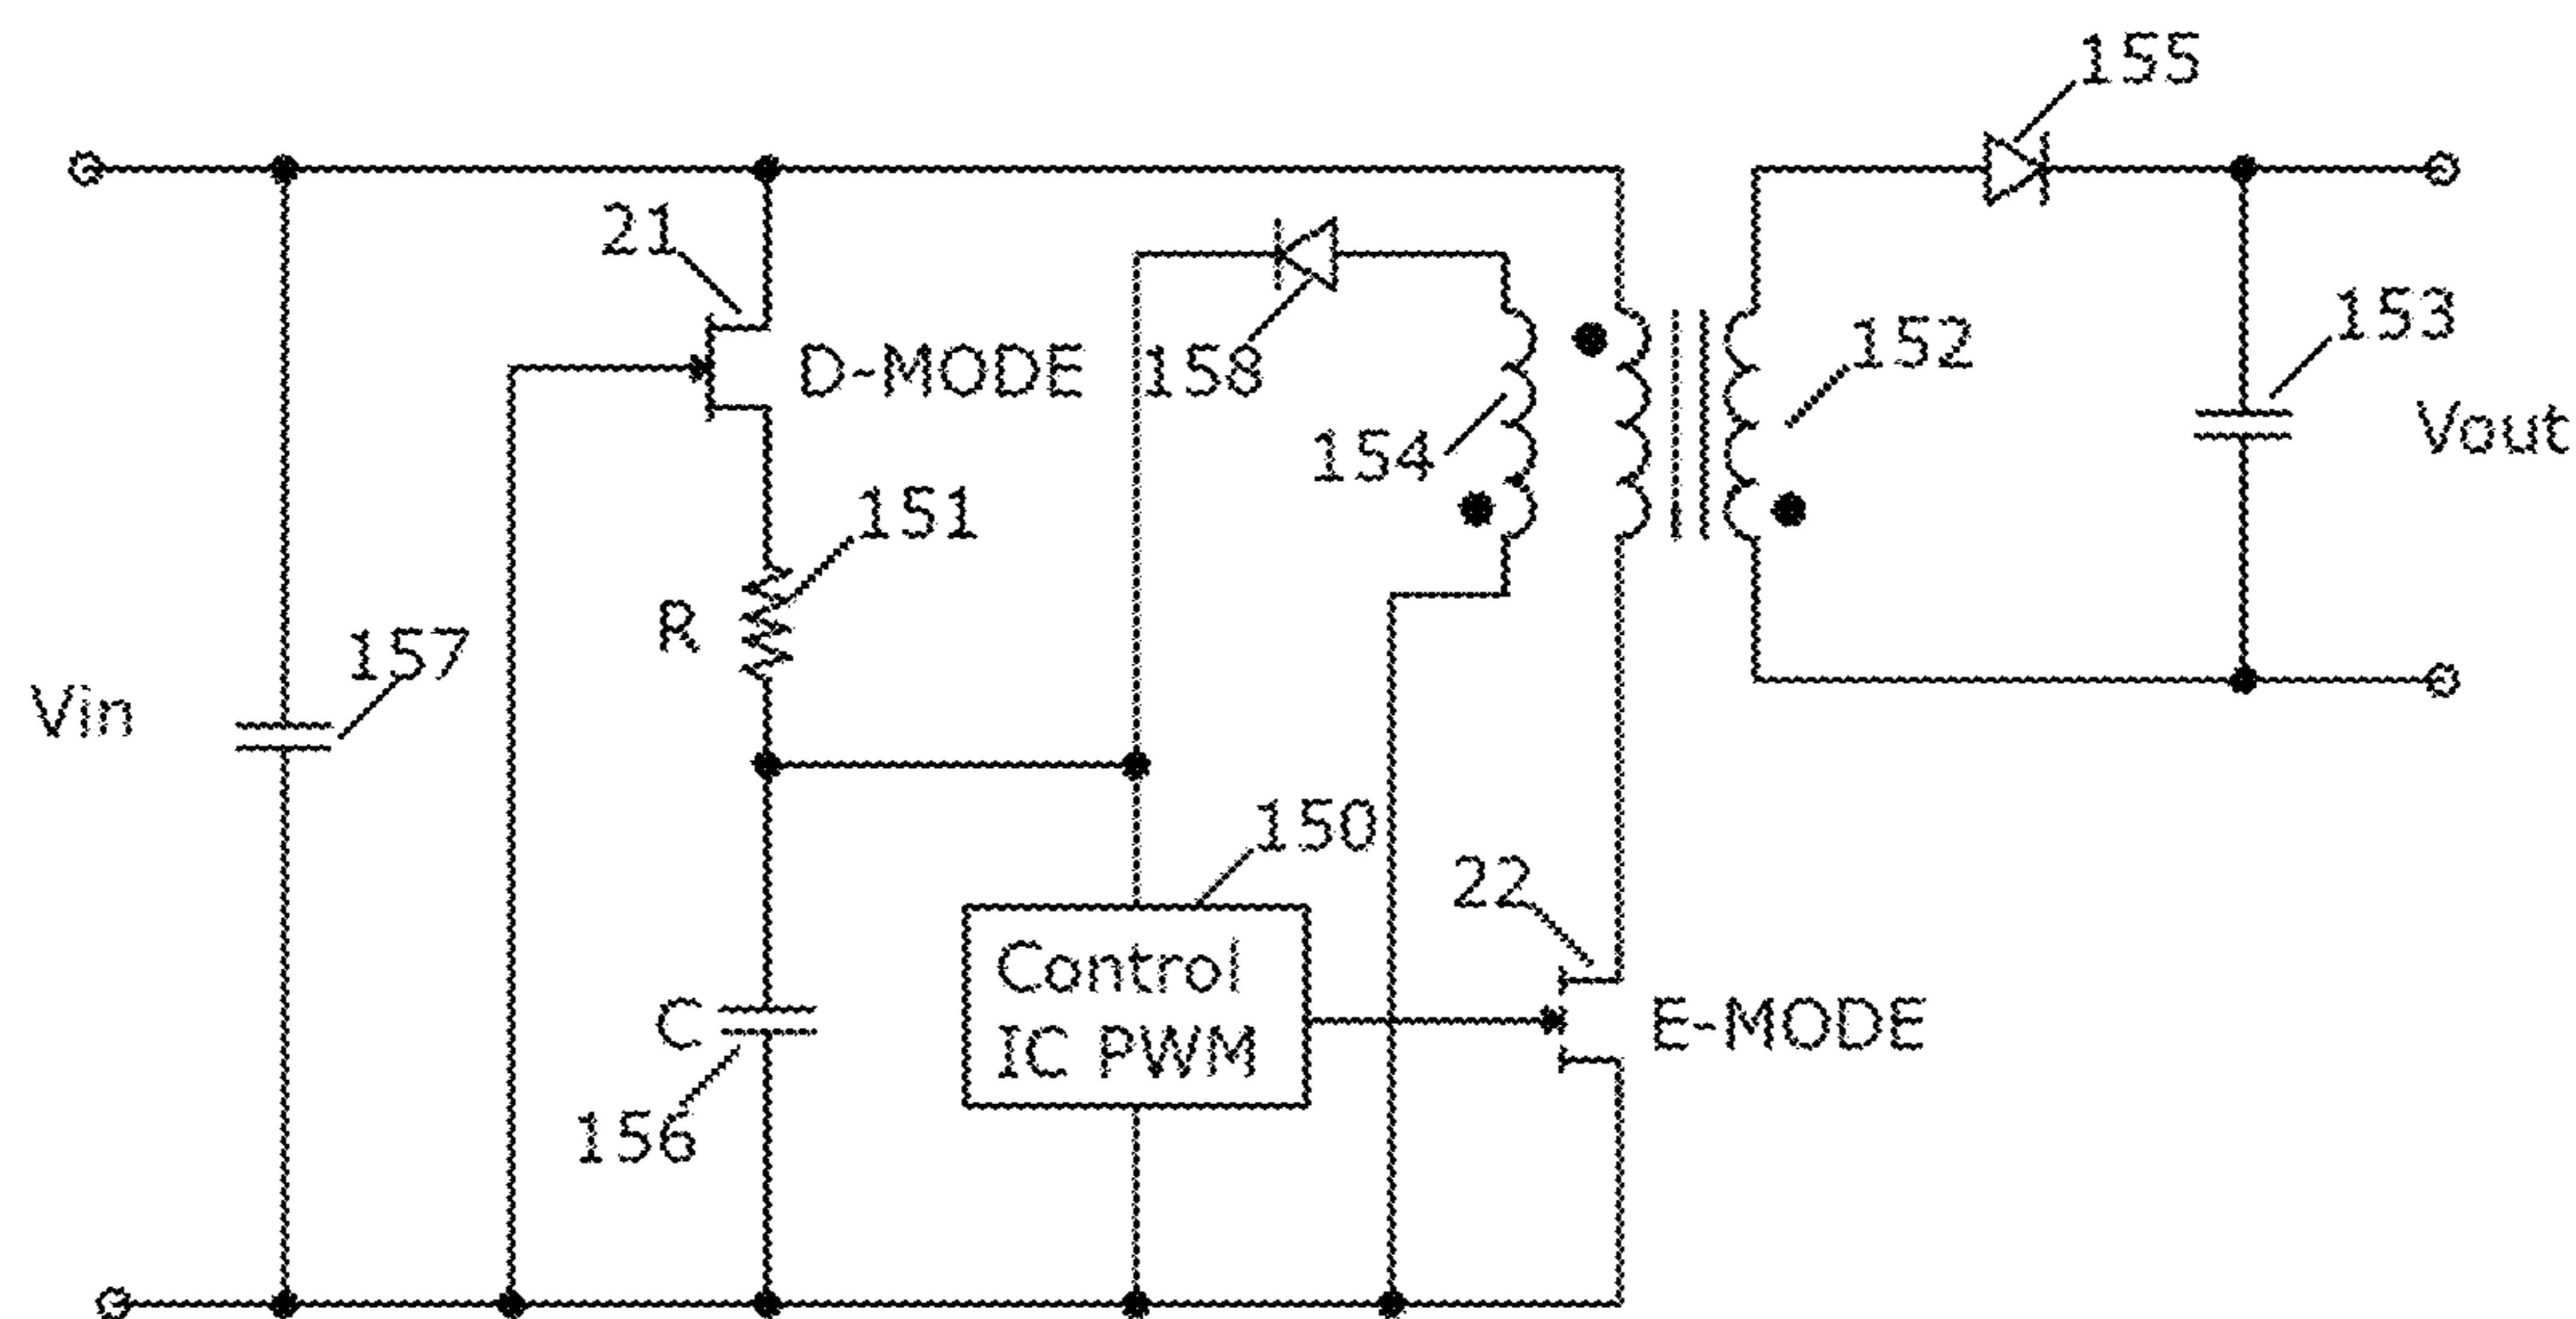 155
21
D-MODE
158
154
152
153
Vout
151
R
157
Vin
150
22
Control
IC PWM
C
E-MODE
156